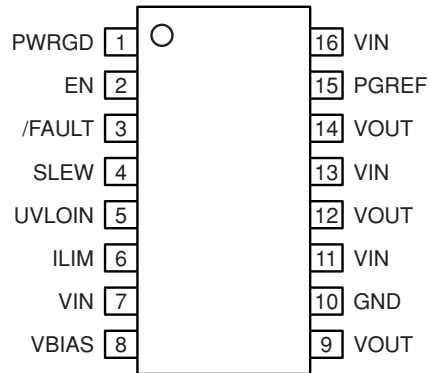 PWRGD 1 16 VIN
EN 2 15 PGREF
/FAULT 3 14 VOUT
SLEW 4 13 VIN
UVLOIN 5 12 VOUT
ILIM 6 11 VIN
VIN 7 10 GND
VBIAS 8 9 VOUT